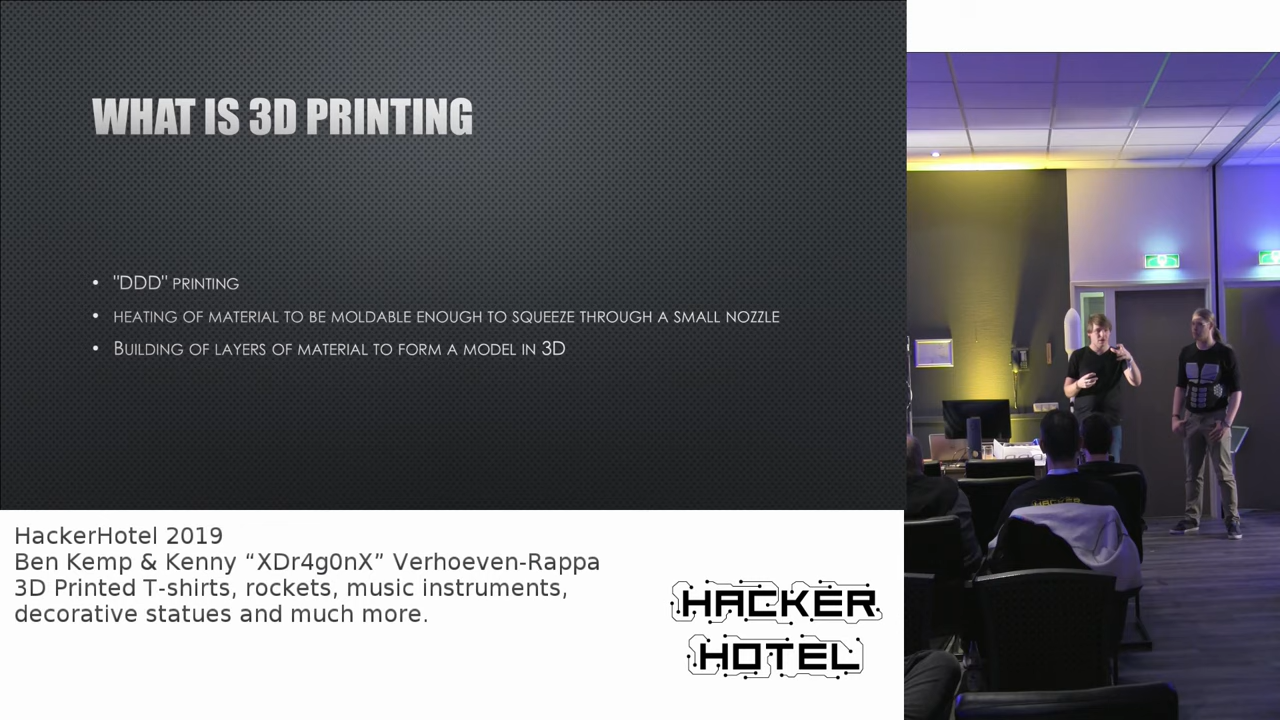 WHAT IS 3D PRINTING
• "DDD" PRINTING
• HEATING OF MATERIAL TO BE MOLDABLE ENOUGH TO SQUEEZE THROUGH A SMALL NOZZLE
• BUILDING OF LAYERS OF MATERIAL TO FORM A MODEL IN 3D
HackerHotel 2019
Ben Kemp & Kenny “XDr4g0nX” Verhoeven-Rappa
3D Printed T-shirts, rockets, music instruments,
decorative statues and much more.
HACKER
HOTEL
HACKER